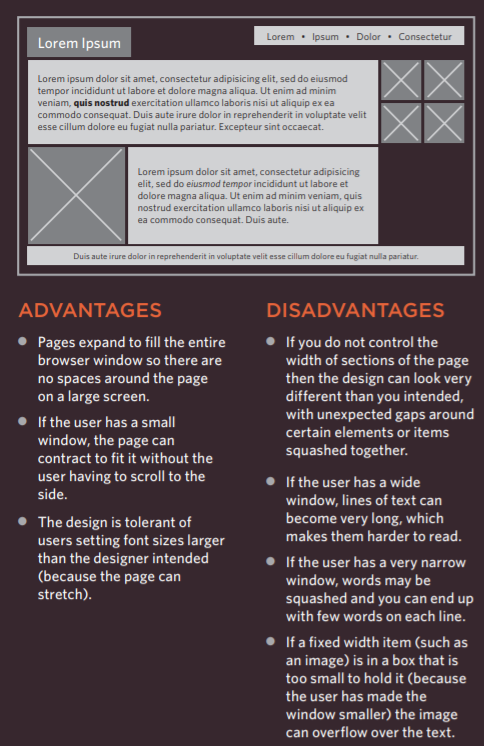 Lorem Ipsum
Lorem • Ipsum • Dolor • Consectetur
Lorem ipsum dolor sit amet, consectetur adipisicing elit, sed do eiusmod
tempor incididunt ut labore et dolore magna aliqua. Ut enim ad minim
veniam, quis nostrud exercitation ullamco laboris nisi ut aliquip ex ea
commodo consequat. Duis aute irure dolor in reprehenderit in voluptate velit
esse cillum dolore eu fugiat nulla pariatur. Excepteur sint occaecat.
Lorem ipsum dolor sit amet, consectetur adipisicing
elit, sed do eiusmod tempor incididunt ut labore et
dolore magna aliqua. Ut enim ad minim veniam, quis
nostrud exercitation ullamco laboris nisi ut aliquip ex
ea commodo consequat. Duis aute.
Duis aute irure dolor in reprehenderit in voluptate velit esse cillum dolore eu fugiat nulla pariatur.
ADVANTAGES
Pages expand to fill the entire
browser window so there are
no spaces around the page
on a large screen.
If the user has a small
window, the page can
contract to fit it without the
user having to scroll to the
side.
The design is tolerant of
users setting font sizes larger
than the designer intended
(because the page can
stretch).
DISADVANTAGES
If you do not control the
width of sections of the page
then the design can look very
different than you intended,
with unexpected gaps around
certain elements or items
squashed together.
If the user has a wide
window, lines of text can
become very long, which
makes them harder to read.
If the user has a very narrow
window, words may be
squashed and you can end up
with few words on each line.
If a fixed width item (such as
an image) is in a box that is
too small to hold it (because
the user has made the
window smaller) the image
can overflow over the text.